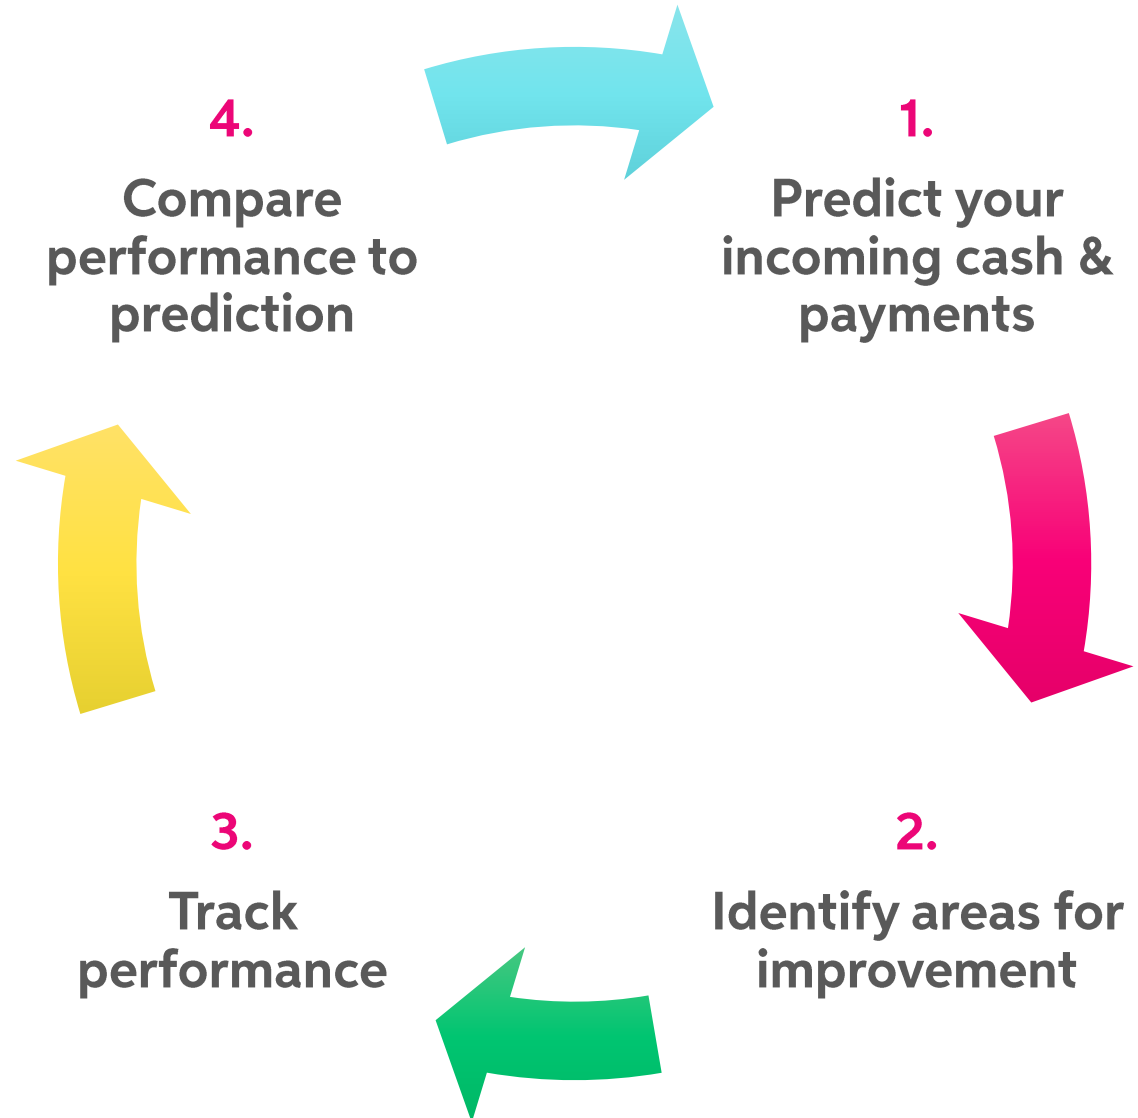 1.
Predict your
incoming cash &
payments
2.
Identify areas for
improvement
3.
Track
performance
4.
Compare
performance to
prediction